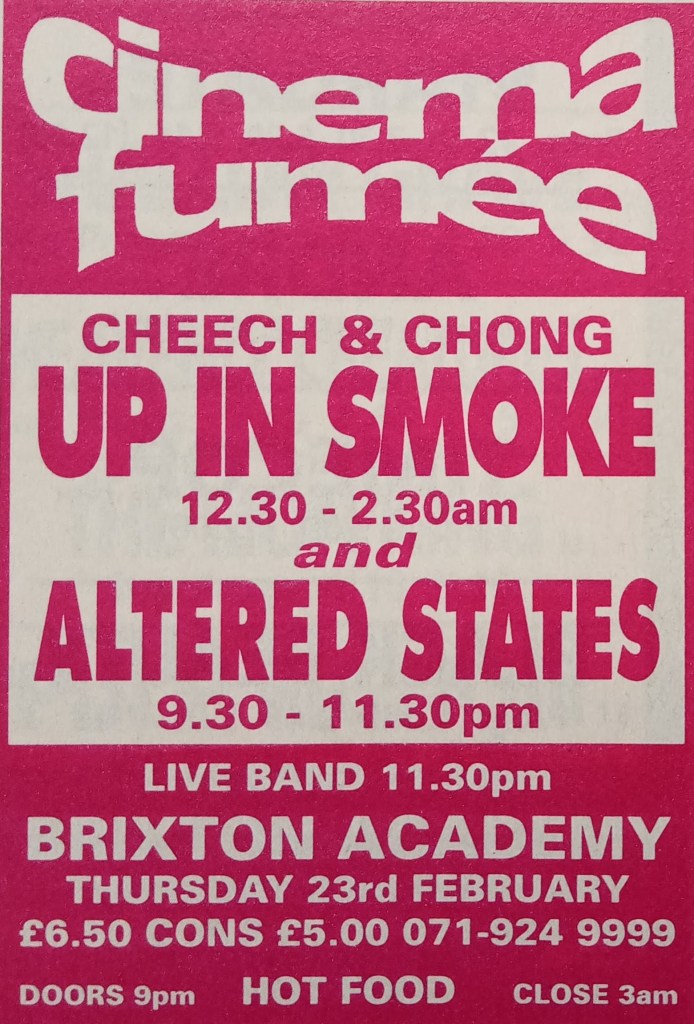 cinema
fumée
CHEECH & CHONG
UP IN SMOKE
12.30 - 2.30am
and
ALTERED STATES
9.30 - 11.30pm
LIVE BAND 11.30pm
BRIXTON ACADEMY
THURSDAY 23rd FEBRUARY
£6.50 CONS £5.00 071-924 9999
DOORS 9pm HOT FOOD CLOSE 3am